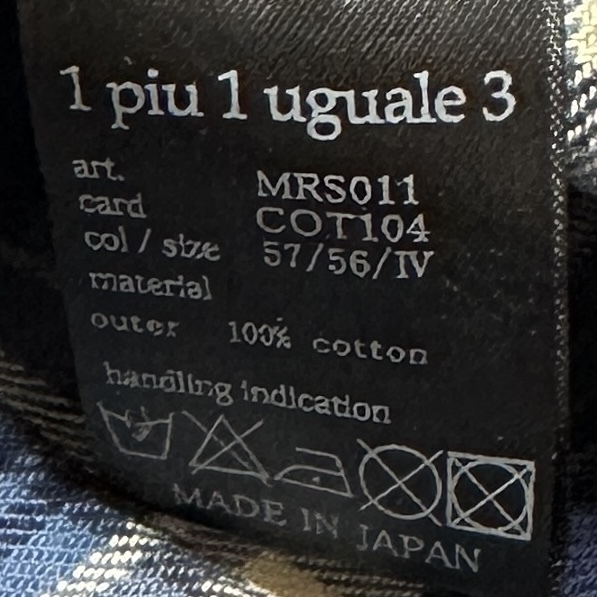 1 piu 1 uguale 3
art. MRS011
card COT104
col / size 57/56/IV
material
outer 100% cotton
handling indication
MADE IN JAPAN